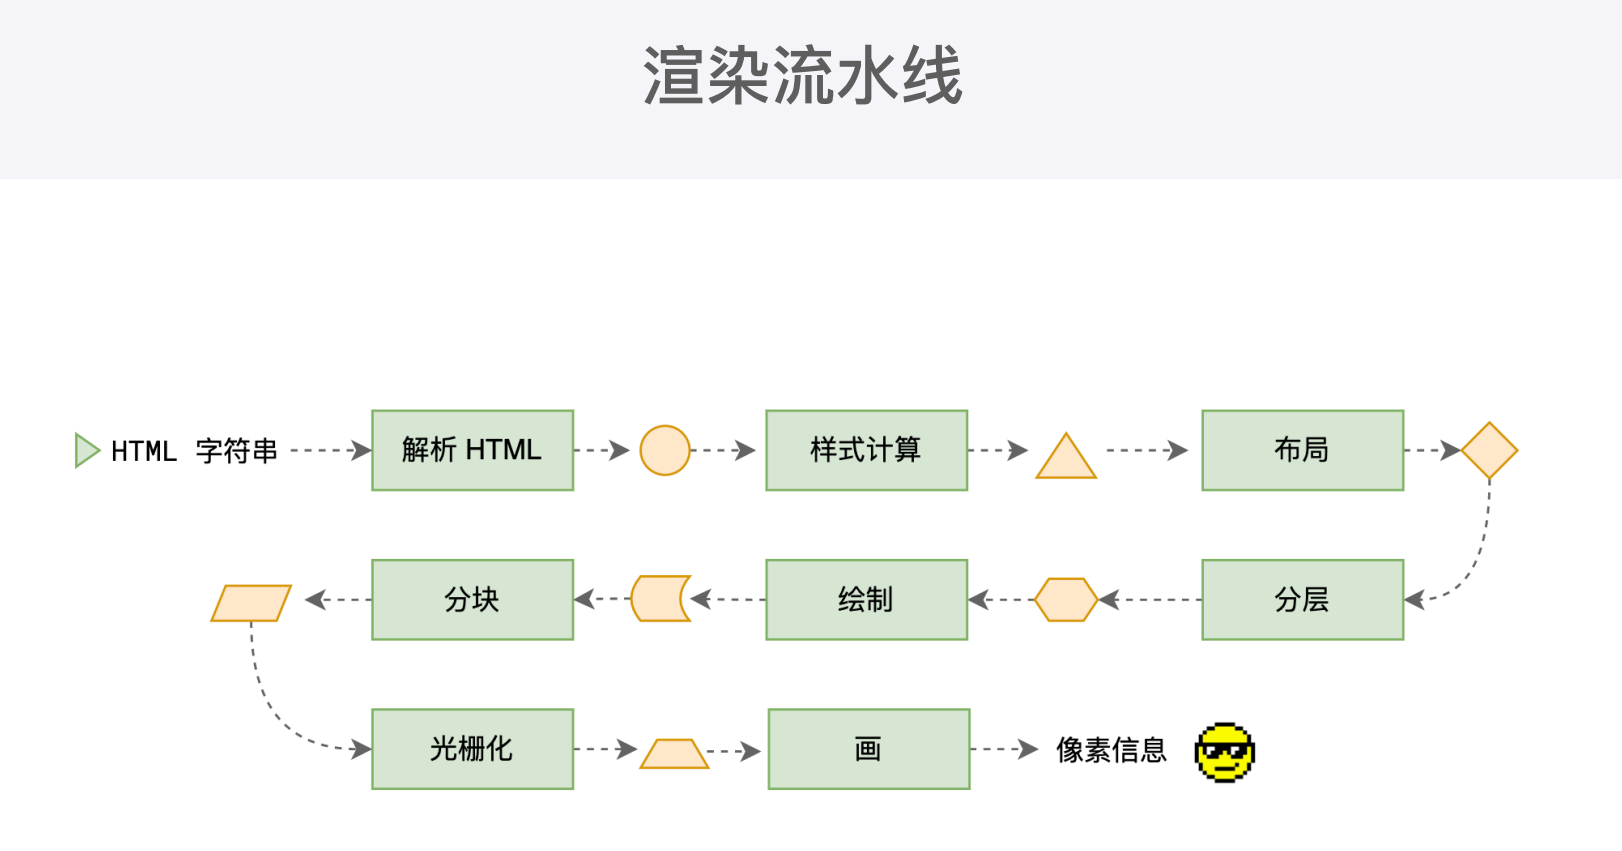 渲染流水线
HTML 字符串
解析 HTML
样式计算
布局
分层
绘制
分块
光栅化
画
像素信息